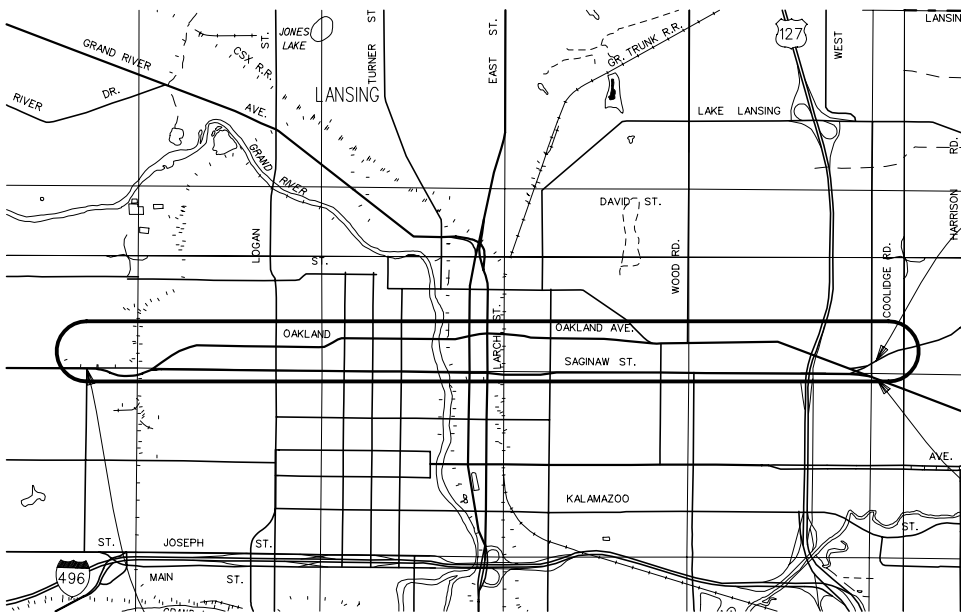 JONES
LAKE
ST.
TURNER ST
EAST ST.
127
WEST
LANSIN
GRAND RIVER
AVE.
CSX R.R.
GR. TRUNK R.R.
RIVER DR.
LANSING
LAKE LANSING
RD.
GRAND RIVER
DAVID ST.
HARRISON
LOGAN
ST.
WOOD RD.
COOLIDGE RD.
LARCH ST.
OAKLAND
OAKLAND AVE.
SAGINAW ST.
AVE.
KALAMAZOO
ST.
ST. JOSEPH ST.
496
MAIN ST.